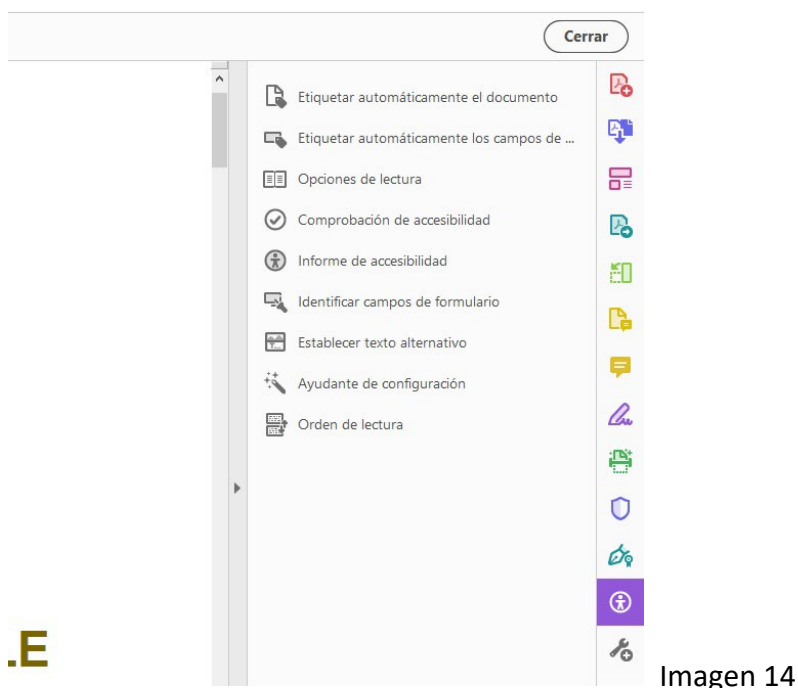 Cerrar
Etiquetar automáticamente el documento
Etiquetar automáticamente los campos de ...
Opciones de lectura
Comprobación de accesibilidad
Informe de accesibilidad
Identificar campos de formulario
Establecer texto alternativo
Ayudante de configuración
Orden de lectura
.E
Imagen 14